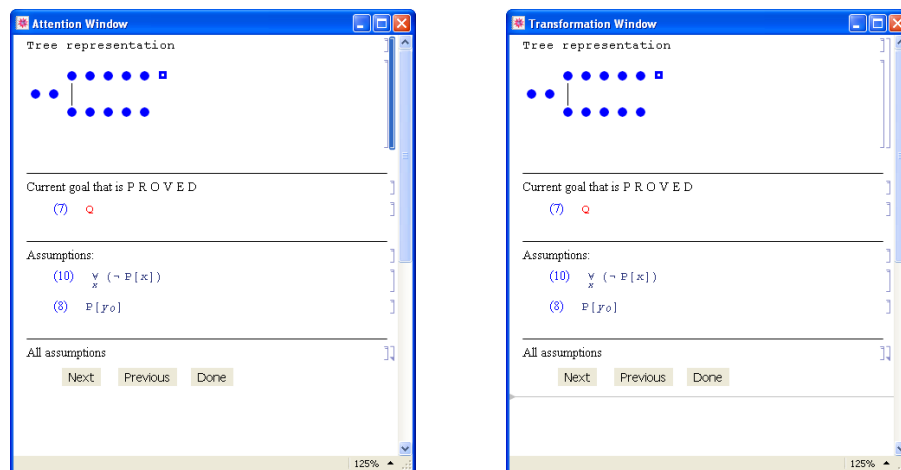 Attention Window
Tree representation
Current goal that is P R O V E D
(7) Q
Assumptions:
(10) ∀ (¬ P[x])
x
(8) P[y₀]
All assumptions
Next Previous Done
125%
Transformation Window
Tree representation
Current goal that is P R O V E D
(7) Q
Assumptions:
(10) ∀ (¬ P[x])
x
(8) P[y₀]
All assumptions
Next Previous Done
125%